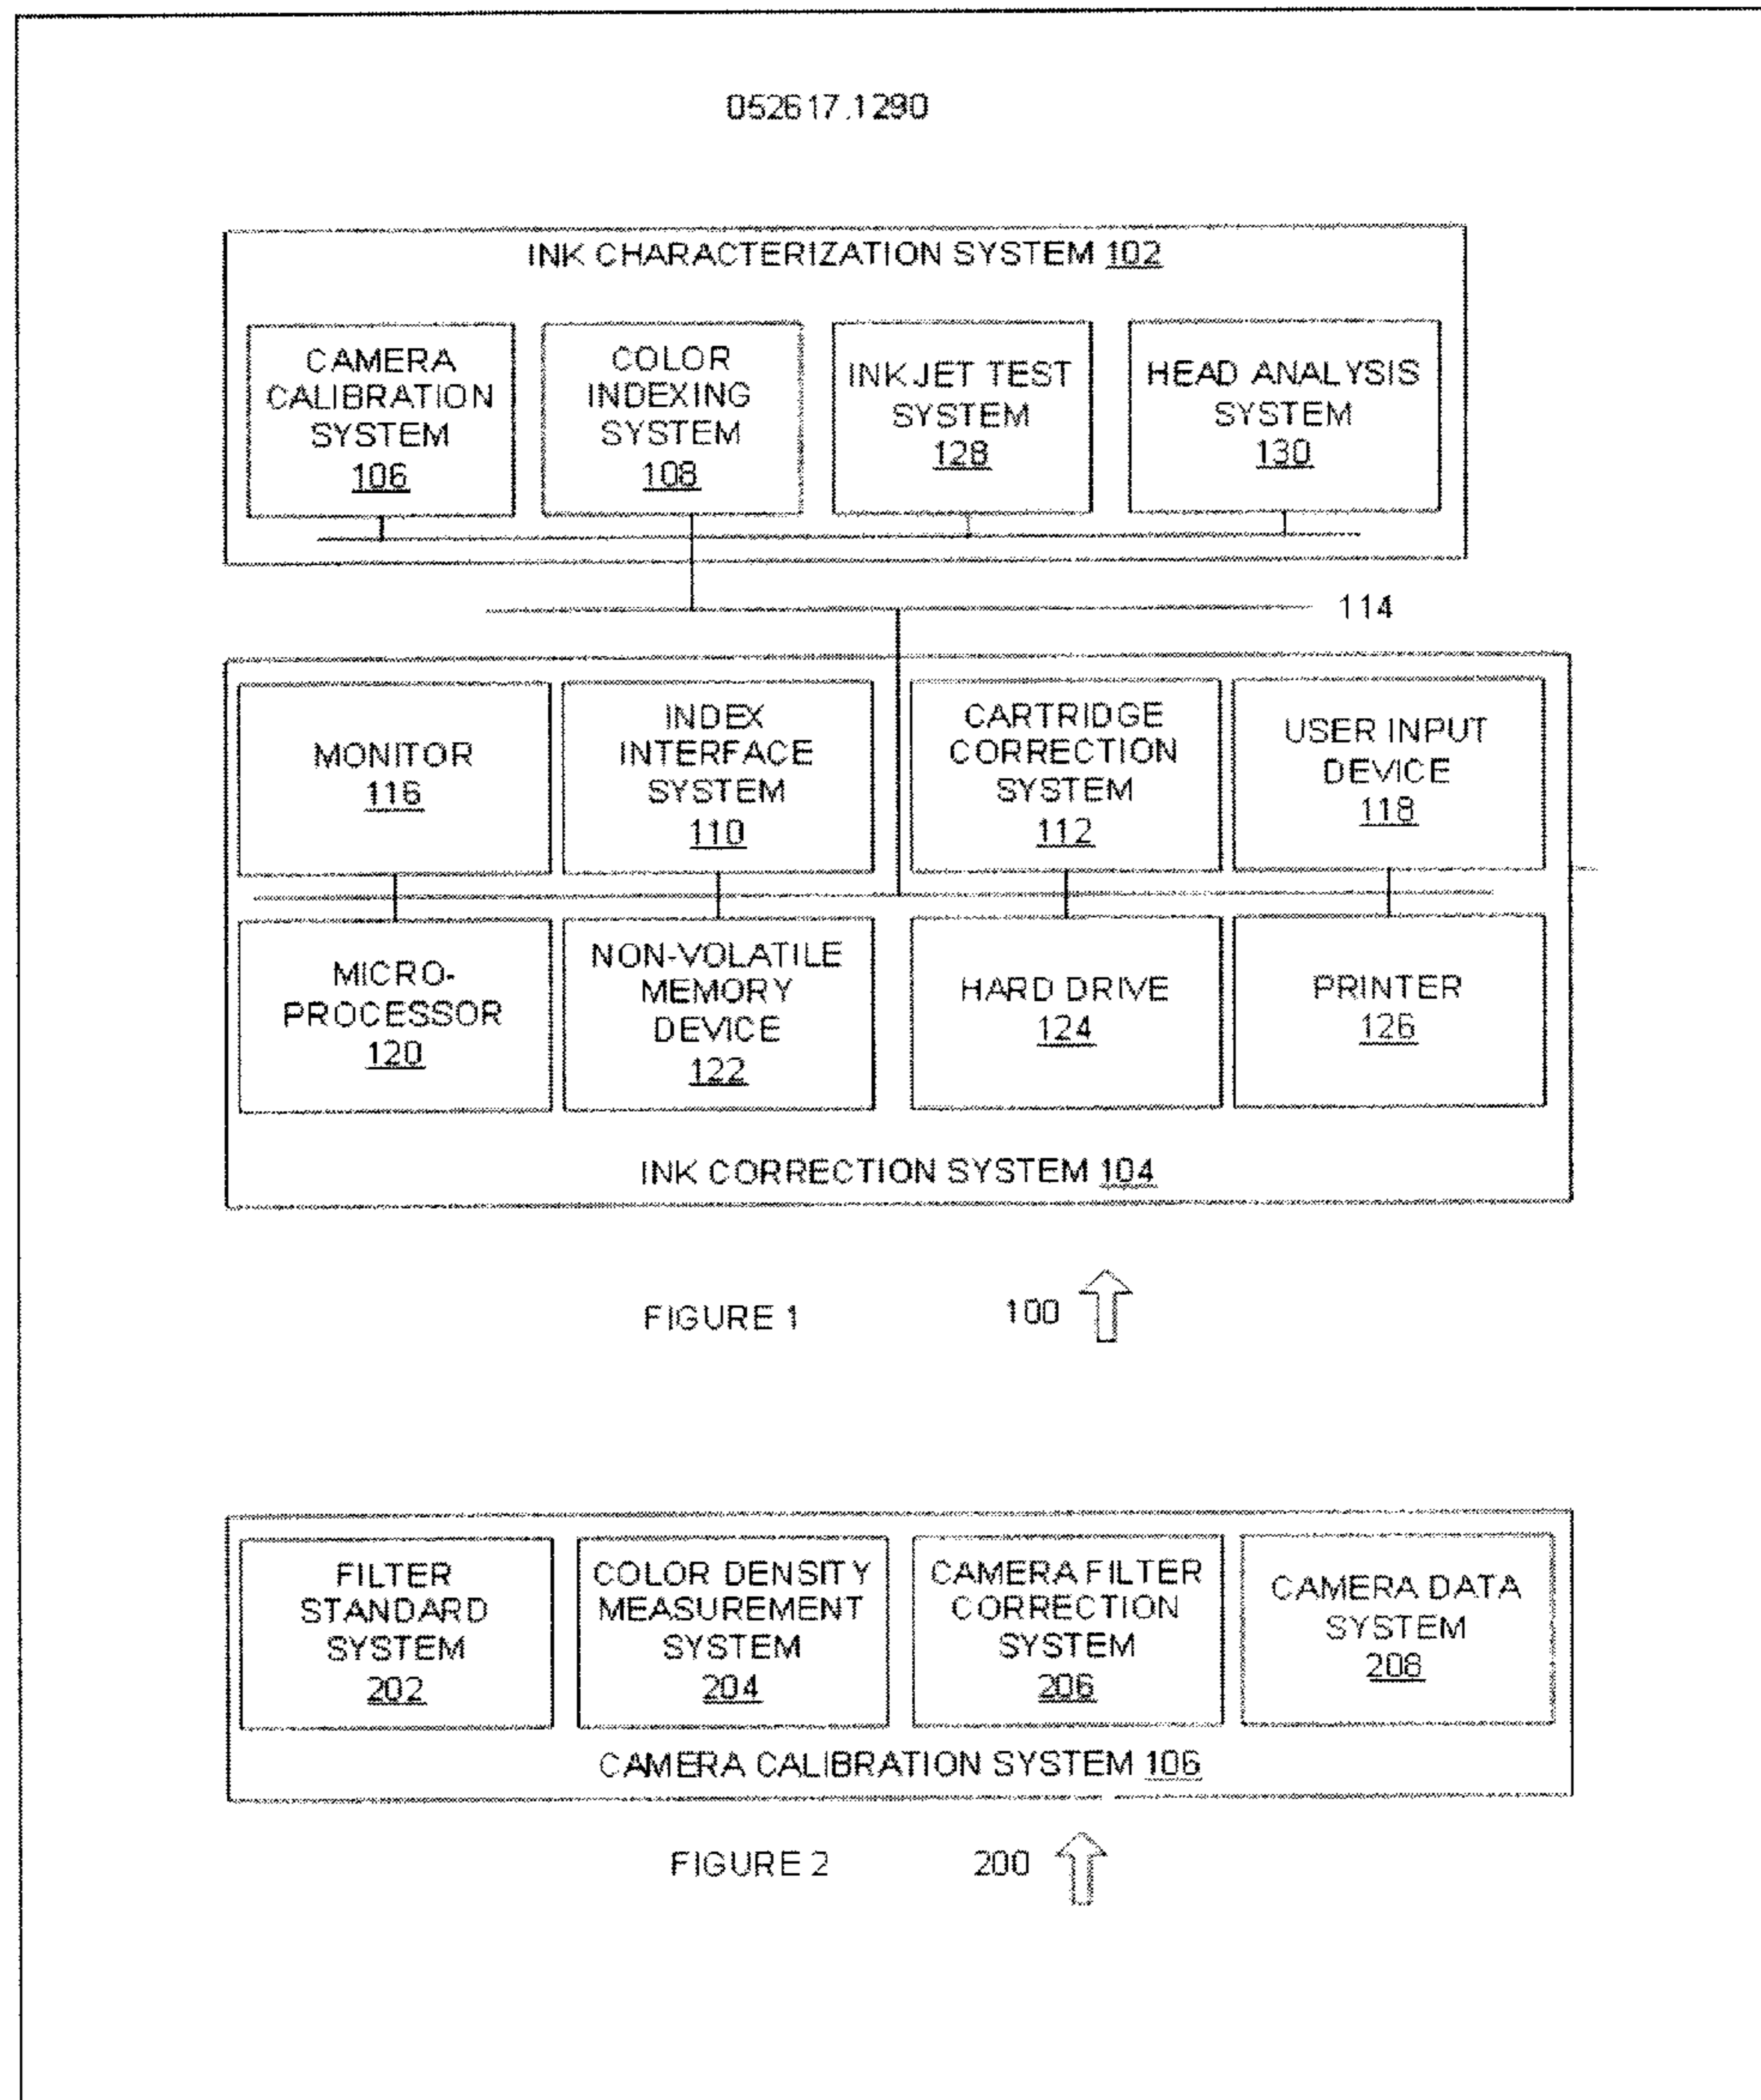 052617.1290
INK CHARACTERIZATION SYSTEM 102
CAMERA
CALIBRATION
SYSTEM
106
COLOR
INDEXING
SYSTEM
108
INKJET TEST
SYSTEM
128
HEAD ANALYSIS
SYSTEM
130
114
MONITOR
116
INDEX
INTERFACE
SYSTEM
110
CARTRIDGE
CORRECTION
SYSTEM
112
USER INPUT
DEVICE
118
MICRO-
PROCESSOR
120
NON-VOLATILE
MEMORY
DEVICE
122
HARD DRIVE
124
PRINTER
126
INK CORRECTION SYSTEM 104
FIGURE 1
100
FILTER
STANDARD
SYSTEM
202
COLOR DENSITY
MEASUREMENT
SYSTEM
204
CAMERA FILTER
CORRECTION
SYSTEM
206
CAMERA DATA
SYSTEM
208
CAMERA CALIBRATION SYSTEM 106
FIGURE 2
200